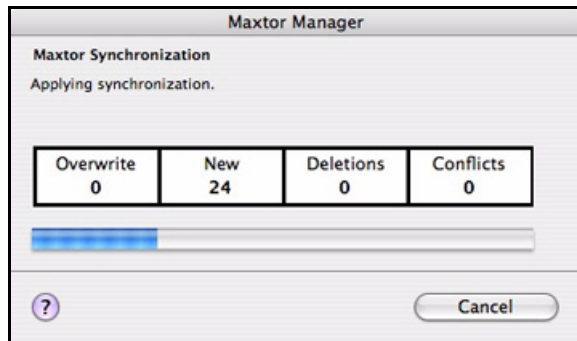 Maxtor Manager
Maxtor Synchronization
Applying synchronization.
Overwrite New Deletions Conflicts
0 24 0 0
? Cancel